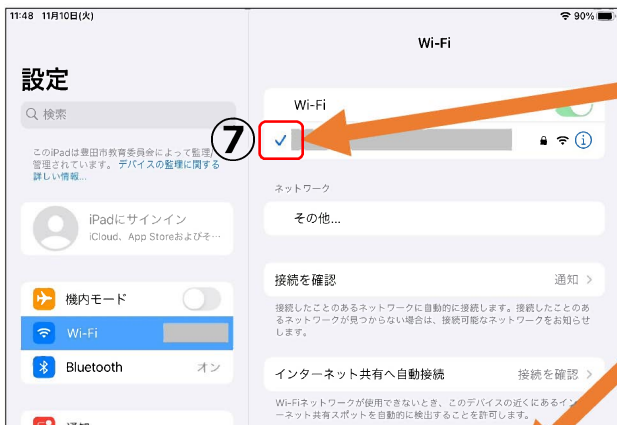 11:48 11月10日(火)
90%
Wi-Fi
設定
検索
このiPadは豊田市教育委員会によって監理/
管理されています。デバイスの監理に関する
詳しい情報...
iPadにサインイン
iCloud、App Storeおよびそ…
機内モード
Wi-Fi
Bluetooth オン
⑦
Wi-Fi
ネットワーク
その他...
接続を確認 通知
接続したことのあるネットワークに自動的に接続します。接続したことのあ
るネットワークが見つからない場合は、接続可能なネットワークをお知らせ
します。
インターネット共有へ自動接続 接続を確認
Wi-Fiネットワークが使用できないとき、このデバイスの近くにあるイン
ーネット共有スポットを自動的に検出することを許可します。